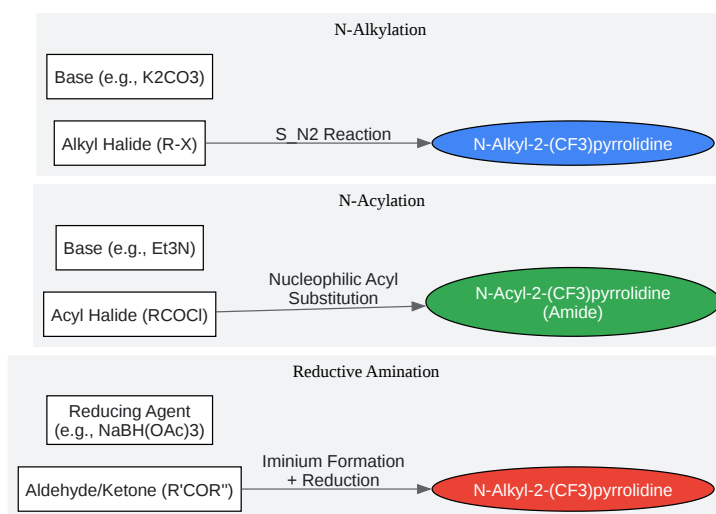 N-Alkylation
Base (e.g., K2CO3)
Alkyl Halide (R-X)
S_N2 Reaction
N-Alkyl-2-(CF3)pyrrolidine
N-Acylation
Base (e.g., Et3N)
Acyl Halide (RCOCl)
Nucleophilic Acyl
Substitution
N-Acyl-2-(CF3)pyrrolidine
(Amide)
Reductive Amination
Reducing Agent
(e.g., NaBH(OAc)3)
Aldehyde/Ketone (R'COR")
Iminium Formation
+ Reduction
N-Alkyl-2-(CF3)pyrrolidine